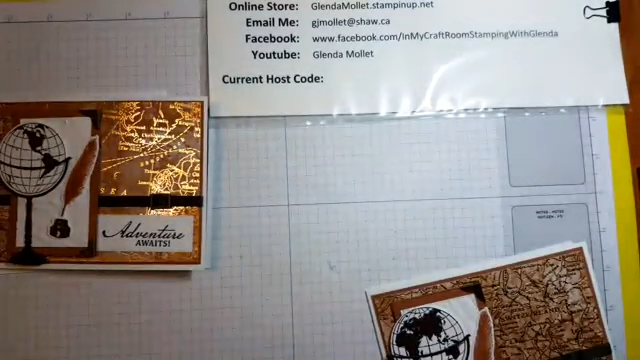 Online Store: GlendaMollet.stampinup.net
Email Me: gjmollet@shaw.ca
Facebook: www.facebook.com/InMyCraftRoomStampingWithGlenda
Youtube: Glenda Mollet
Current Host Code:
Adventure
AWAITS!